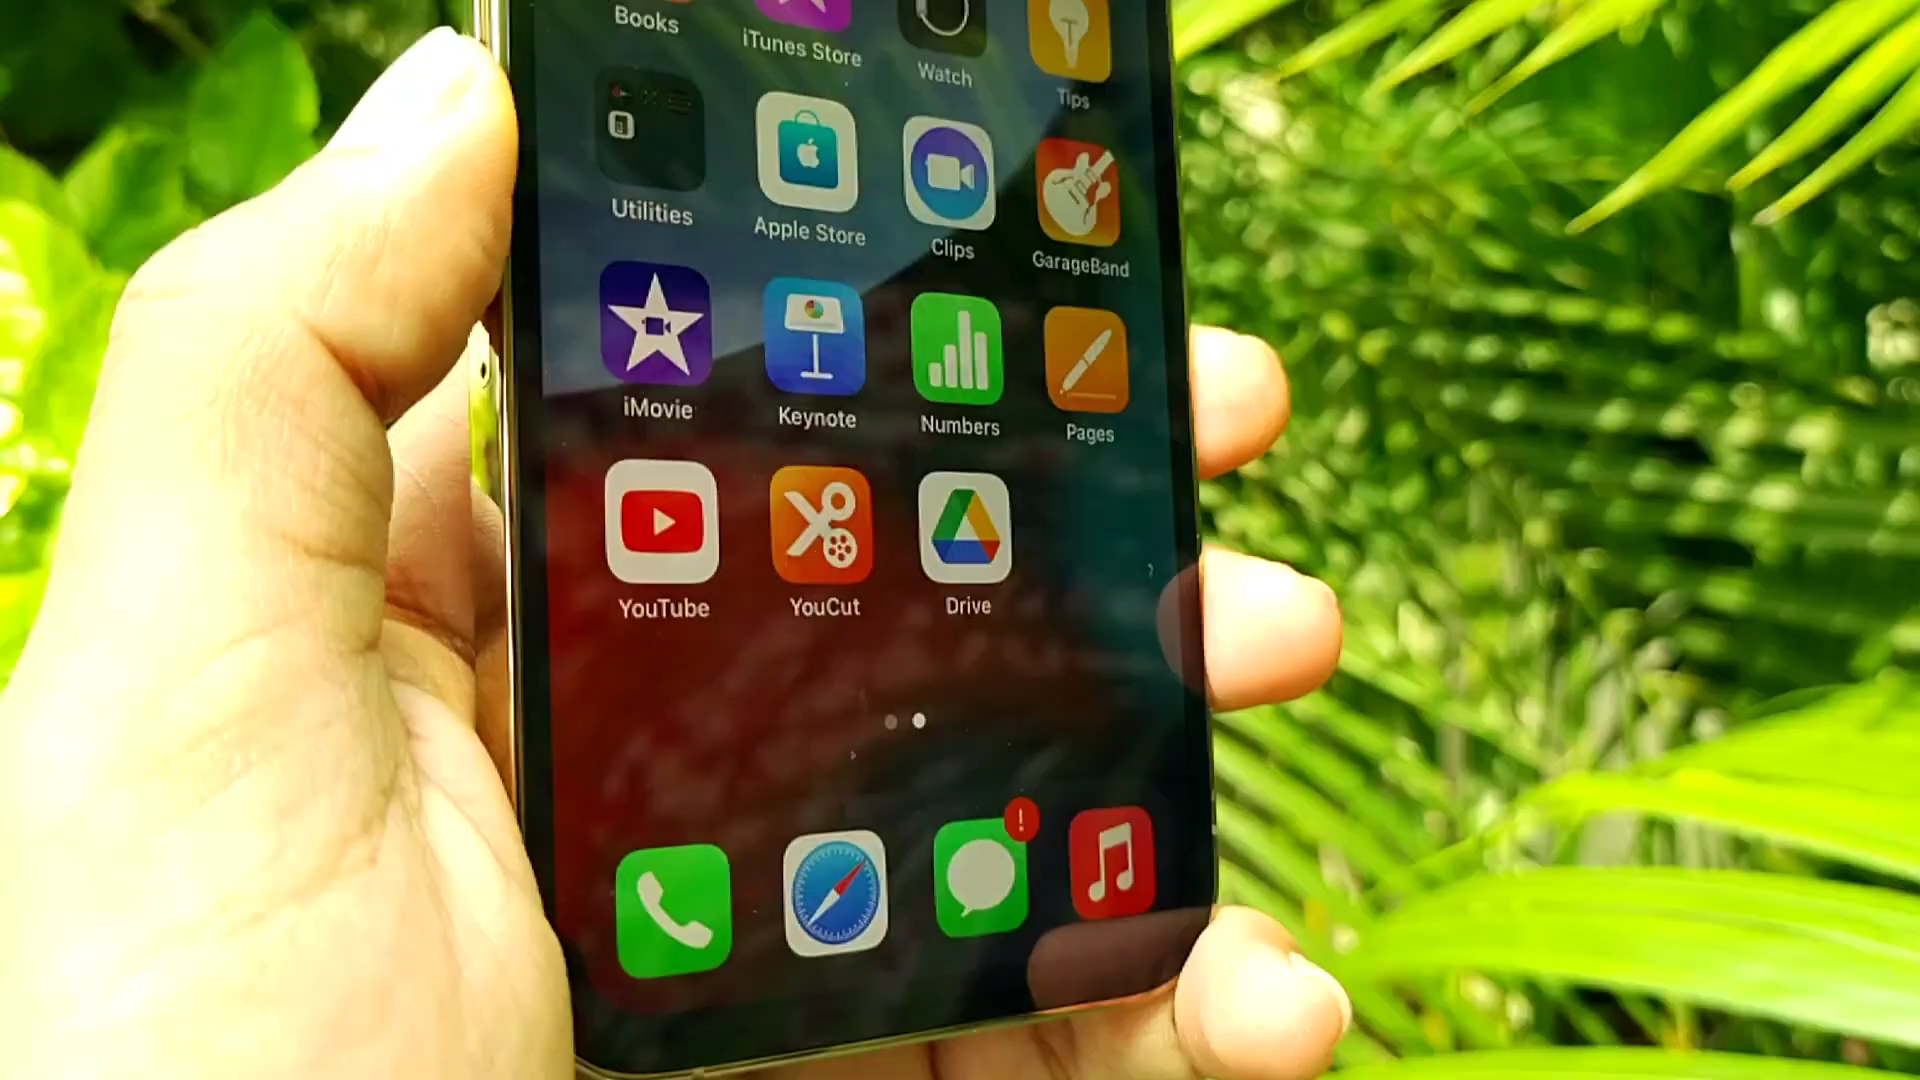 Books
iTunes Store
Watch
Tips
Utilities
Apple Store
Clips
GarageBand
iMovie
Keynote
Numbers
Pages
YouTube
YouCut
Drive
!